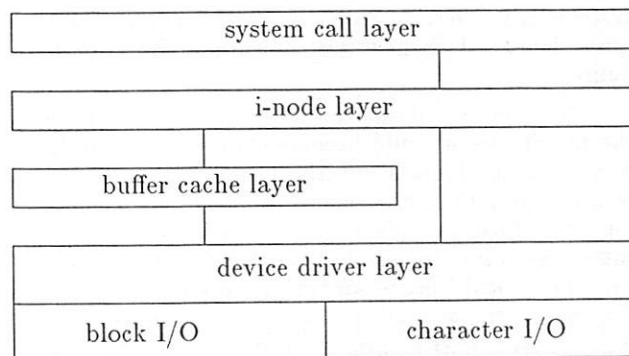 system call layer
i-node layer
buffer cache layer
device driver layer
block I/O
character I/O